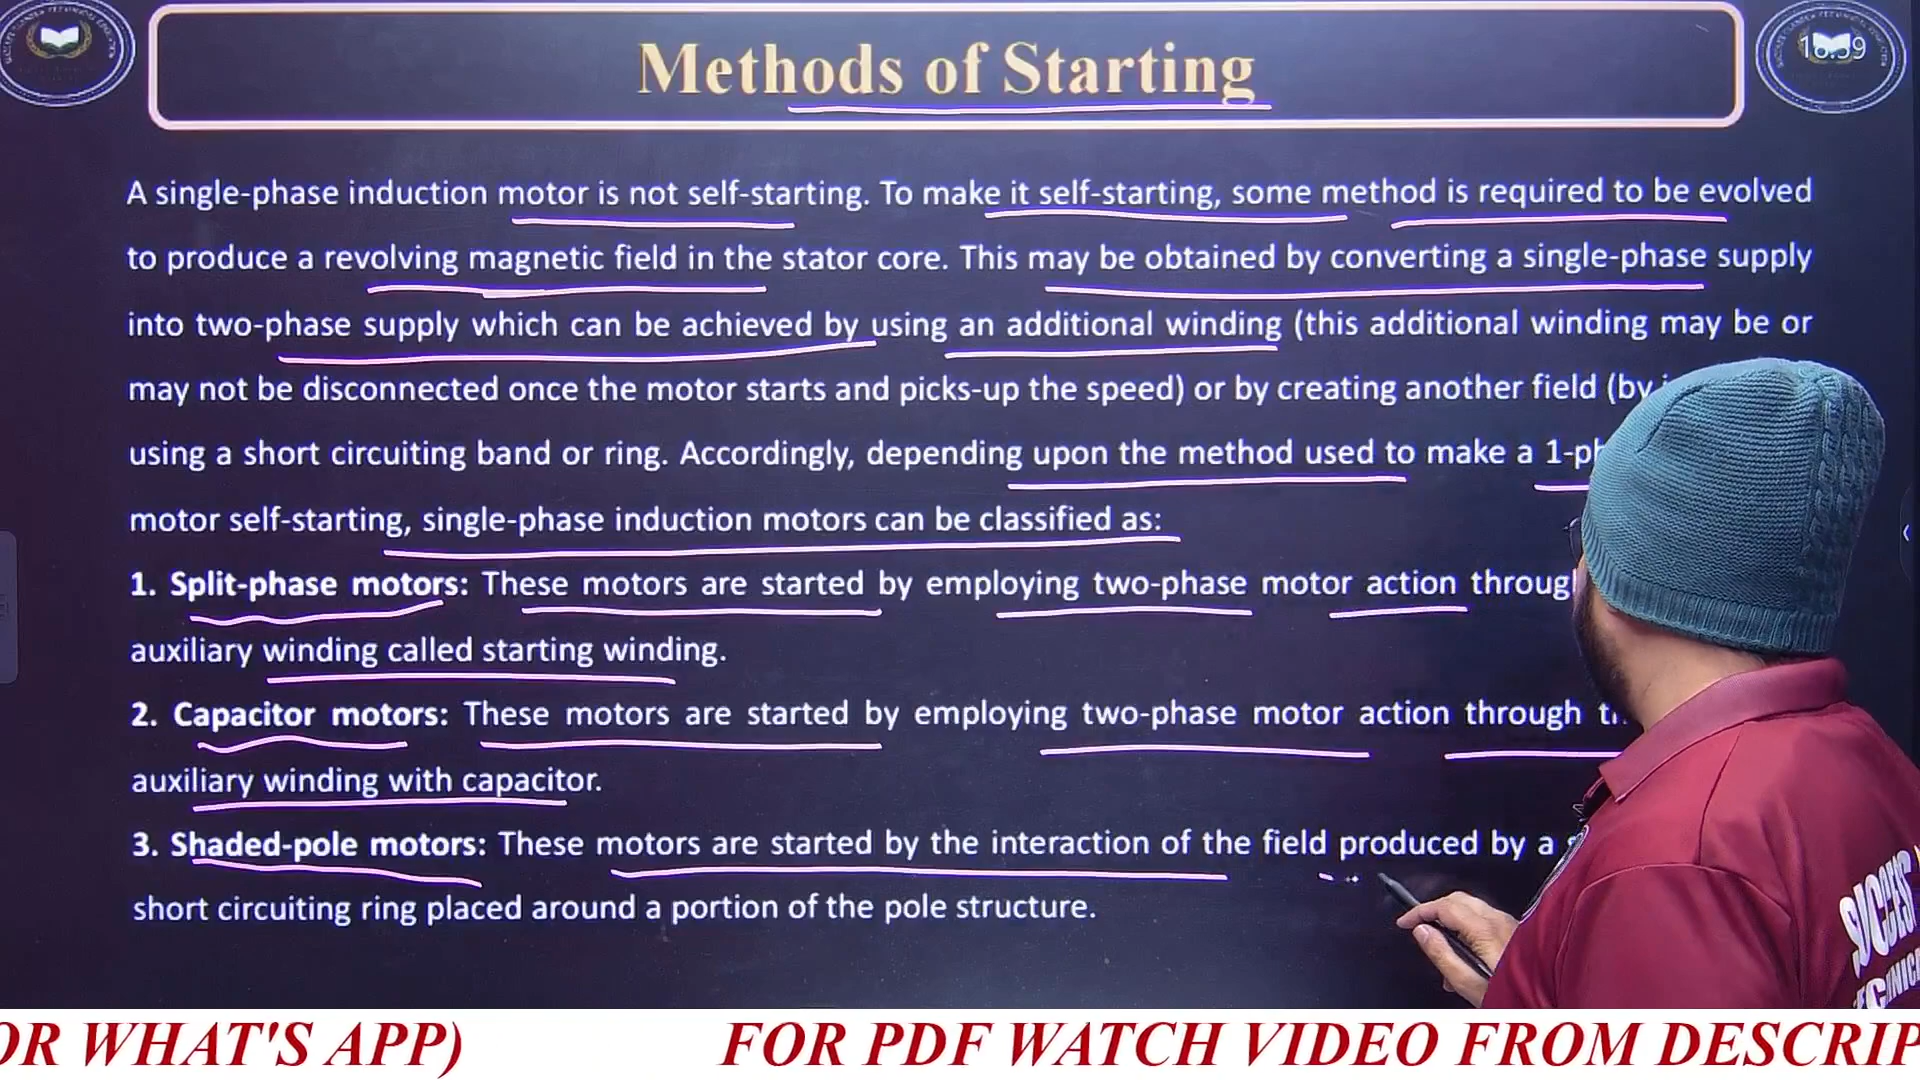 Methods of Starting
18:39
A single-phase induction motor is not self-starting. To make it self-starting, some method is required to be evolved
to produce a revolving magnetic field in the stator core. This may be obtained by converting a single-phase supply
into two-phase supply which can be achieved by using an additional winding (this additional winding may be or
may not be disconnected once the motor starts and picks-up the speed) or by creating another field (by
using a short circuiting band or ring. Accordingly, depending upon the method used to make a
motor self-starting, single-phase induction motors can be classified as:
1. Split-phase motors: These motors are started by employing two-phase motor action
auxiliary winding called starting winding.
2. Capacitor motors: These motors are started by employing two-phase motor action through
auxiliary winding with capacitor.
3. Shaded-pole motors: These motors are started by the interaction of the field produced by a
short circuiting ring placed around a portion of the pole structure.
OR WHAT'S APP) FOR PDF WATCH VIDEO FROM DESCRIP